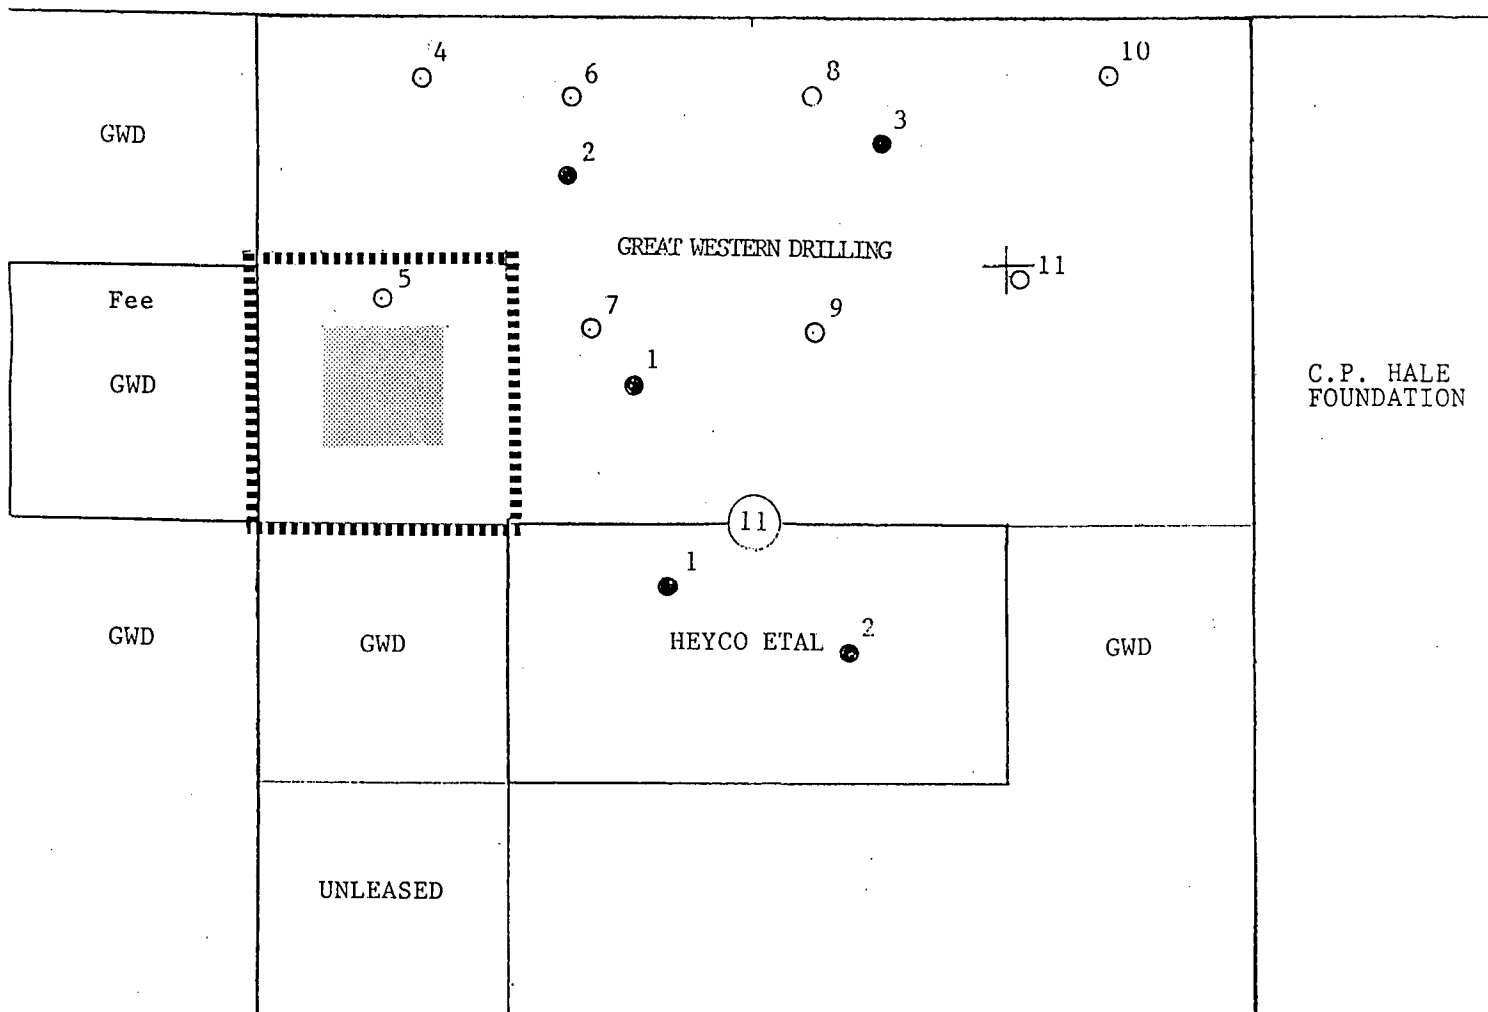 4
6
8
10
GWD
3
2
GREAT WESTERN DRILLING
11
Fee
5
7
9
GWD
1
C.P. HALE
FOUNDATION
11
1
GWD
GWD
HEYCO ETAL
2
GWD
UNLEASED